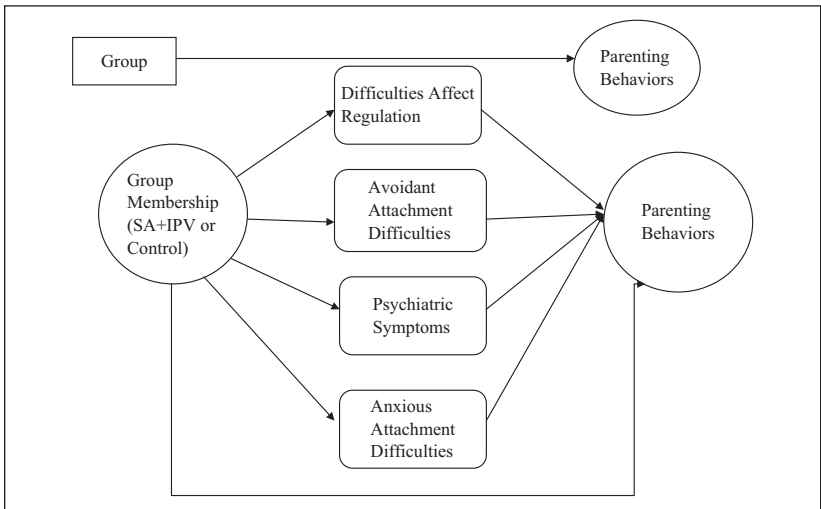 Group
Parenting
Behaviors
Difficulties Affect
Regulation
Group
Membership
(SA+IPV or
Control)
Avoidant
Attachment
Difficulties
Parenting
Behaviors
Psychiatric
Symptoms
Anxious
Attachment
Difficulties